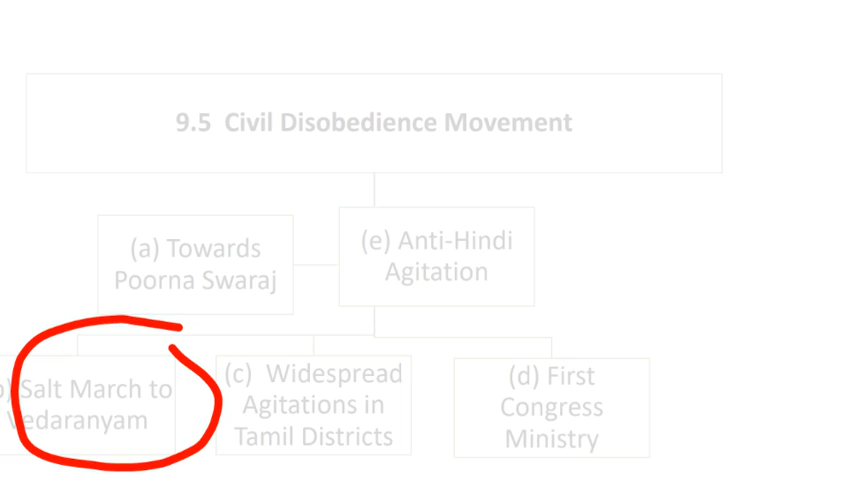 9.5 Civil Disobedience Movement
(a) Towards
Poorna Swaraj
(e) Anti-Hindi
Agitation
) Salt March to
Vedaranyam
(c) Widespread
Agitations in
Tamil Districts
(d) First
Congress
Ministry